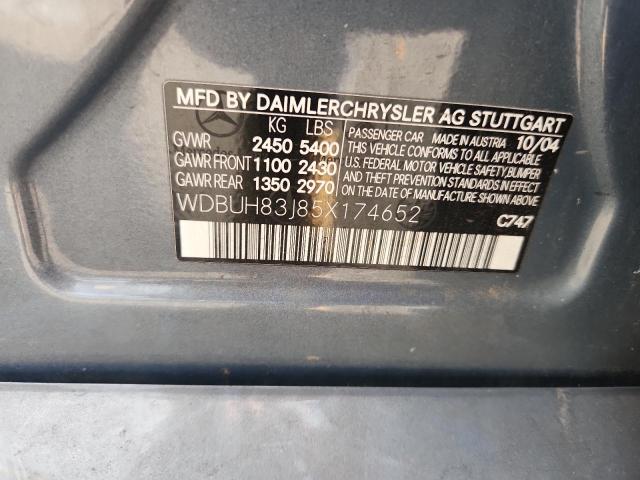 MFD BY DAIMLERCHRYSLER AG STUTTGART
KG LBS
GVWR 2450 5400
GAWR FRONT 1100 2430
GAWR REAR 1350 2970
PASSENGER CAR MADE IN AUSTRIA 10/04
THIS VEHICLE CONFORMS TO ALL APPLICABLE
U.S. FEDERAL MOTOR VEHICLE SAFETY, BUMPER,
AND THEFT PREVENTION STANDARDS IN EFFECT
ON THE DATE OF MANUFACTURE SHOWN ABOVE.
WDBUH83J85X174652
C747